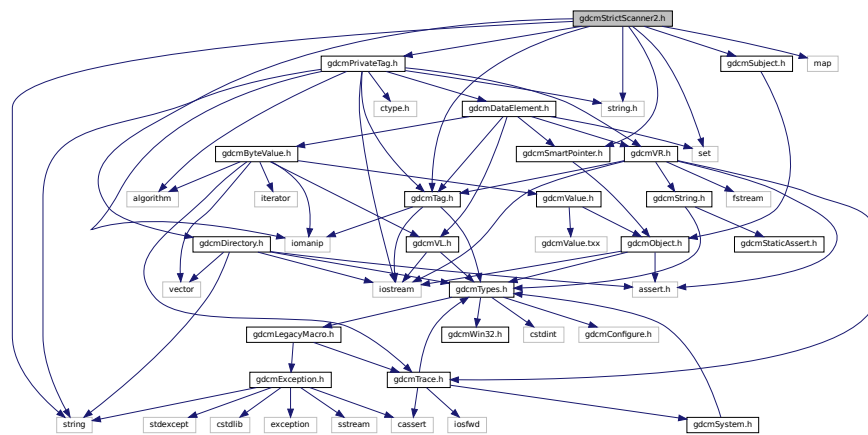 gdcmStrictScanner2.h
gdcmPrivateTag.h
gdcmSubject.h
map
ctype.h
gdcmDataElement.h
string.h
gdcmByteValue.h
gdcmSmartPointer.h
gdcmVR.h
set
algorithm
iterator
gdcmTag.h
gdcmValue.h
gdcmString.h
fstream
gdcmDirectory.h
iomanip
gdcmVL.h
gdcmValue.txx
gdcmObject.h
gdcmStaticAssert.h
vector
iostream
gdcmTypes.h
assert.h
gdcmLegacyMacro.h
gdcmWin32.h
cstdint
gdcmConfigure.h
gdcmException.h
gdcmTrace.h
string
stdexcept
cstdlib
exception
sstream
cassert
iosfwd
gdcmSystem.h